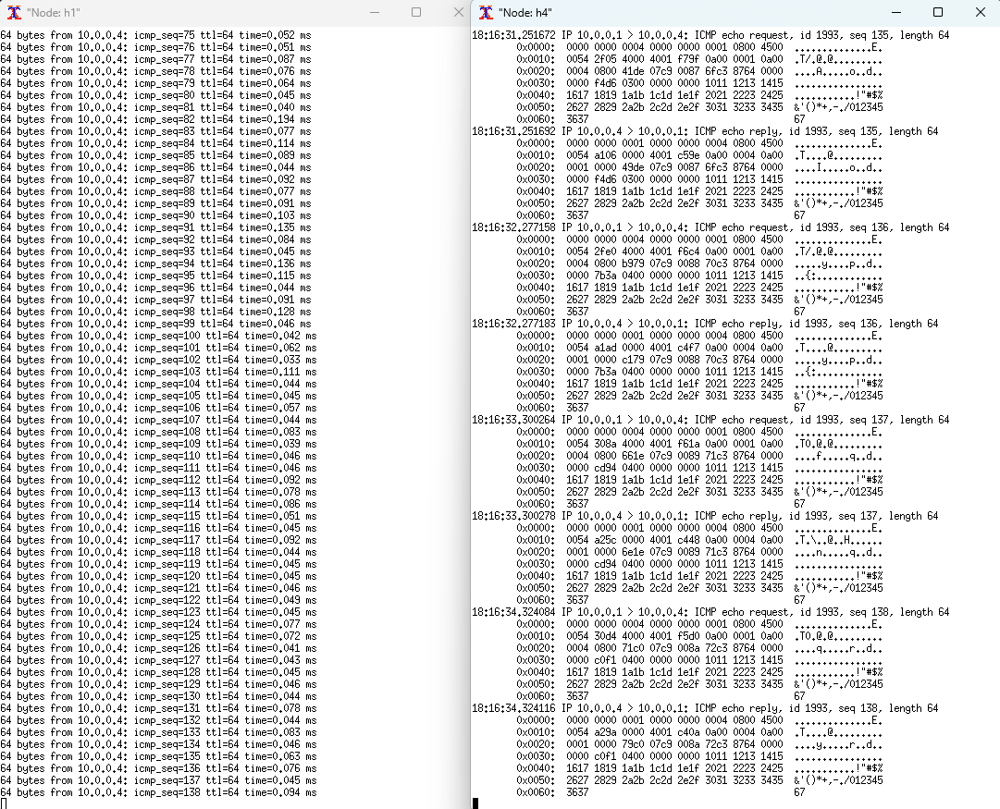 "Node: h1"
64 bytes from 10.0.0.4: icmp_seq=75 ttl=64 time=0.052 ms
64 bytes from 10.0.0.4: icmp_seq=76 ttl=64 time=0.051 ms
64 bytes from 10.0.0.4: icmp_seq=77 ttl=64 time=0.087 ms
64 bytes from 10.0.0.4: icmp_seq=78 ttl=64 time=0.076 ms
64 bytes from 10.0.0.4: icmp_seq=79 ttl=64 time=0.064 ms
64 bytes from 10.0.0.4: icmp_seq=80 ttl=64 time=0.045 ms
64 bytes from 10.0.0.4: icmp_seq=81 ttl=64 time=0.040 ms
64 bytes from 10.0.0.4: icmp_seq=82 ttl=64 time=0.194 ms
64 bytes from 10.0.0.4: icmp_seq=83 ttl=64 time=0.077 ms
64 bytes from 10.0.0.4: icmp_seq=84 ttl=64 time=0.114 ms
64 bytes from 10.0.0.4: icmp_seq=85 ttl=64 time=0.089 ms
64 bytes from 10.0.0.4: icmp_seq=86 ttl=64 time=0.044 ms
64 bytes from 10.0.0.4: icmp_seq=87 ttl=64 time=0.092 ms
64 bytes from 10.0.0.4: icmp_seq=88 ttl=64 time=0.077 ms
64 bytes from 10.0.0.4: icmp_seq=89 ttl=64 time=0.091 ms
64 bytes from 10.0.0.4: icmp_seq=90 ttl=64 time=0.103 ms
64 bytes from 10.0.0.4: icmp_seq=91 ttl=64 time=0.135 ms
64 bytes from 10.0.0.4: icmp_seq=92 ttl=64 time=0.084 ms
64 bytes from 10.0.0.4: icmp_seq=93 ttl=64 time=0.045 ms
64 bytes from 10.0.0.4: icmp_seq=94 ttl=64 time=0.136 ms
64 bytes from 10.0.0.4: icmp_seq=95 ttl=64 time=0.115 ms
64 bytes from 10.0.0.4: icmp_seq=96 ttl=64 time=0.044 ms
64 bytes from 10.0.0.4: icmp_seq=97 ttl=64 time=0.091 ms
64 bytes from 10.0.0.4: icmp_seq=98 ttl=64 time=0.128 ms
64 bytes from 10.0.0.4: icmp_seq=99 ttl=64 time=0.046 ms
64 bytes from 10.0.0.4: icmp_seq=100 ttl=64 time=0.042 ms
64 bytes from 10.0.0.4: icmp_seq=101 ttl=64 time=0.062 ms
64 bytes from 10.0.0.4: icmp_seq=102 ttl=64 time=0.033 ms
64 bytes from 10.0.0.4: icmp_seq=103 ttl=64 time=0.111 ms
64 bytes from 10.0.0.4: icmp_seq=104 ttl=64 time=0.044 ms
64 bytes from 10.0.0.4: icmp_seq=105 ttl=64 time=0.045 ms
64 bytes from 10.0.0.4: icmp_seq=106 ttl=64 time=0.057 ms
64 bytes from 10.0.0.4: icmp_seq=107 ttl=64 time=0.044 ms
64 bytes from 10.0.0.4: icmp_seq=108 ttl=64 time=0.083 ms
64 bytes from 10.0.0.4: icmp_seq=109 ttl=64 time=0.039 ms
64 bytes from 10.0.0.4: icmp_seq=110 ttl=64 time=0.046 ms
64 bytes from 10.0.0.4: icmp_seq=111 ttl=64 time=0.046 ms
64 bytes from 10.0.0.4: icmp_seq=112 ttl=64 time=0.092 ms
64 bytes from 10.0.0.4: icmp_seq=113 ttl=64 time=0.078 ms
64 bytes from 10.0.0.4: icmp_seq=114 ttl=64 time=0.086 ms
64 bytes from 10.0.0.4: icmp_seq=115 ttl=64 time=0.051 ms
64 bytes from 10.0.0.4: icmp_seq=116 ttl=64 time=0.045 ms
64 bytes from 10.0.0.4: icmp_seq=117 ttl=64 time=0.092 ms
64 bytes from 10.0.0.4: icmp_seq=118 ttl=64 time=0.044 ms
64 bytes from 10.0.0.4: icmp_seq=119 ttl=64 time=0.045 ms
64 bytes from 10.0.0.4: icmp_seq=120 ttl=64 time=0.045 ms
64 bytes from 10.0.0.4: icmp_seq=121 ttl=64 time=0.046 ms
64 bytes from 10.0.0.4: icmp_seq=122 ttl=64 time=0.049 ms
64 bytes from 10.0.0.4: icmp_seq=123 ttl=64 time=0.045 ms
64 bytes from 10.0.0.4: icmp_seq=124 ttl=64 time=0.077 ms
64 bytes from 10.0.0.4: icmp_seq=125 ttl=64 time=0.072 ms
64 bytes from 10.0.0.4: icmp_seq=126 ttl=64 time=0.041 ms
64 bytes from 10.0.0.4: icmp_seq=127 ttl=64 time=0.043 ms
64 bytes from 10.0.0.4: icmp_seq=128 ttl=64 time=0.045 ms
64 bytes from 10.0.0.4: icmp_seq=129 ttl=64 time=0.046 ms
64 bytes from 10.0.0.4: icmp_seq=130 ttl=64 time=0.044 ms
64 bytes from 10.0.0.4: icmp_seq=131 ttl=64 time=0.078 ms
64 bytes from 10.0.0.4: icmp_seq=132 ttl=64 time=0.044 ms
64 bytes from 10.0.0.4: icmp_seq=133 ttl=64 time=0.083 ms
64 bytes from 10.0.0.4: icmp_seq=134 ttl=64 time=0.046 ms
64 bytes from 10.0.0.4: icmp_seq=135 ttl=64 time=0.063 ms
64 bytes from 10.0.0.4: icmp_seq=136 ttl=64 time=0.076 ms
64 bytes from 10.0.0.4: icmp_seq=137 ttl=64 time=0.045 ms
64 bytes from 10.0.0.4: icmp_seq=138 ttl=64 time=0.094 ms
"Node: h4"
18:16:31.251672 IP 10.0.0.1 > 10.0.0.4: ICMP echo request, id 1993, seq 135, length 64
0x0000: 0000 0000 0004 0000 0000 0001 0800 4500 ..............E.
0x0010: 0054 2f05 4000 4001 f79f 0a00 0001 0a00 .T/.@.@.........
0x0020: 0004 0800 41de 07c9 0087 6fc3 8764 0000 ....A.....o..d..
0x0030: 0000 f4d6 0300 0000 0000 1011 1213 1415 ................
0x0040: 1617 1819 1a1b 1c1d 1e1f 2021 2223 2425 ...........!"#$%
0x0050: 2627 2829 2a2b 2c2d 2e2f 3031 3233 3435 &'()*+,-./012345
0x0060: 3637 67
18:16:31.251692 IP 10.0.0.4 > 10.0.0.1: ICMP echo reply, id 1993, seq 135, length 64
0x0000: 0000 0000 0001 0000 0000 0004 0800 4500 ..............E.
0x0010: 0054 a106 0000 4001 c59e 0a00 0004 0a00 .T....@.........
0x0020: 0001 0000 49de 07c9 0087 6fc3 8764 0000 ....I.....o..d..
0x0030: 0000 f4d6 0300 0000 0000 1011 1213 1415 ................
0x0040: 1617 1819 1a1b 1c1d 1e1f 2021 2223 2425 ...........!"#$%
0x0050: 2627 2829 2a2b 2c2d 2e2f 3031 3233 3435 &'()*+,-./012345
0x0060: 3637 67
18:16:32.277158 IP 10.0.0.1 > 10.0.0.4: ICMP echo request, id 1993, seq 136, length 64
0x0000: 0000 0000 0004 0000 0000 0001 0800 4500 ..............E.
0x0010: 0054 2fe0 4000 4001 f6c4 0a00 0001 0a00 .T/.@.@.........
0x0020: 0004 0800 b979 07c9 0088 70c3 8764 0000 .....y....p..d..
0x0030: 0000 7b3a 0400 0000 0000 1011 1213 1415 ..{:............
0x0040: 1617 1819 1a1b 1c1d 1e1f 2021 2223 2425 ...........!"#$%
0x0050: 2627 2829 2a2b 2c2d 2e2f 3031 3233 3435 &'()*+,-./012345
0x0060: 3637 67
18:16:32.277183 IP 10.0.0.4 > 10.0.0.1: ICMP echo reply, id 1993, seq 136, length 64
0x0000: 0000 0000 0001 0000 0000 0004 0800 4500 ..............E.
0x0010: 0054 a1ad 0000 4001 c4f7 0a00 0004 0a00 .T....@.........
0x0020: 0001 0000 c179 07c9 0088 70c3 8764 0000 .....y....p..d..
0x0030: 0000 7b3a 0400 0000 0000 1011 1213 1415 ..{:............
0x0040: 1617 1819 1a1b 1c1d 1e1f 2021 2223 2425 ...........!"#$%
0x0050: 2627 2829 2a2b 2c2d 2e2f 3031 3233 3435 &'()*+,-./012345
0x0060: 3637 67
18:16:33.300264 IP 10.0.0.1 > 10.0.0.4: ICMP echo request, id 1993, seq 137, length 64
0x0000: 0000 0000 0004 0000 0000 0001 0800 4500 ..............E.
0x0010: 0054 308a 4000 4001 f61a 0a00 0001 0a00 .T0.@.@.........
0x0020: 0004 0800 661e 07c9 0089 71c3 8764 0000 ....f.....q..d..
0x0030: 0000 cd94 0400 0000 0000 1011 1213 1415 ................
0x0040: 1617 1819 1a1b 1c1d 1e1f 2021 2223 2425 ...........!"#$%
0x0050: 2627 2829 2a2b 2c2d 2e2f 3031 3233 3435 &'()*+,-./012345
0x0060: 3637 67
18:16:33.300278 IP 10.0.0.4 > 10.0.0.1: ICMP echo reply, id 1993, seq 137, length 64
0x0000: 0000 0000 0001 0000 0000 0004 0800 4500 ..............E.
0x0010: 0054 a25c 0000 4001 c448 0a00 0004 0a00 .T.\..@..H......
0x0020: 0001 0000 6e1e 07c9 0089 71c3 8764 0000 ....n.....q..d..
0x0030: 0000 cd94 0400 0000 0000 1011 1213 1415 ................
0x0040: 1617 1819 1a1b 1c1d 1e1f 2021 2223 2425 ...........!"#$%
0x0050: 2627 2829 2a2b 2c2d 2e2f 3031 3233 3435 &'()*+,-./012345
0x0060: 3637 67
18:16:34.324084 IP 10.0.0.1 > 10.0.0.4: ICMP echo request, id 1993, seq 138, length 64
0x0000: 0000 0000 0004 0000 0000 0001 0800 4500 ..............E.
0x0010: 0054 30d4 4000 4001 f5d0 0a00 0001 0a00 .T0.@.@.........
0x0020: 0004 0800 71c0 07c9 008a 72c3 8764 0000 ....q.....r..d..
0x0030: 0000 c0f1 0400 0000 0000 1011 1213 1415 ................
0x0040: 1617 1819 1a1b 1c1d 1e1f 2021 2223 2425 ...........!"#$%
0x0050: 2627 2829 2a2b 2c2d 2e2f 3031 3233 3435 &'()*+,-./012345
0x0060: 3637 67
18:16:34.324116 IP 10.0.0.4 > 10.0.0.1: ICMP echo reply, id 1993, seq 138, length 64
0x0000: 0000 0000 0001 0000 0000 0004 0800 4500 ..............E.
0x0010: 0054 a29a 0000 4001 c40a 0a00 0004 0a00 .T....@.........
0x0020: 0001 0000 79c0 07c9 008a 72c3 8764 0000 ....y.....r..d..
0x0030: 0000 c0f1 0400 0000 0000 1011 1213 1415 ................
0x0040: 1617 1819 1a1b 1c1d 1e1f 2021 2223 2425 ...........!"#$%
0x0050: 2627 2829 2a2b 2c2d 2e2f 3031 3233 3435 &'()*+,-./012345
0x0060: 3637 67